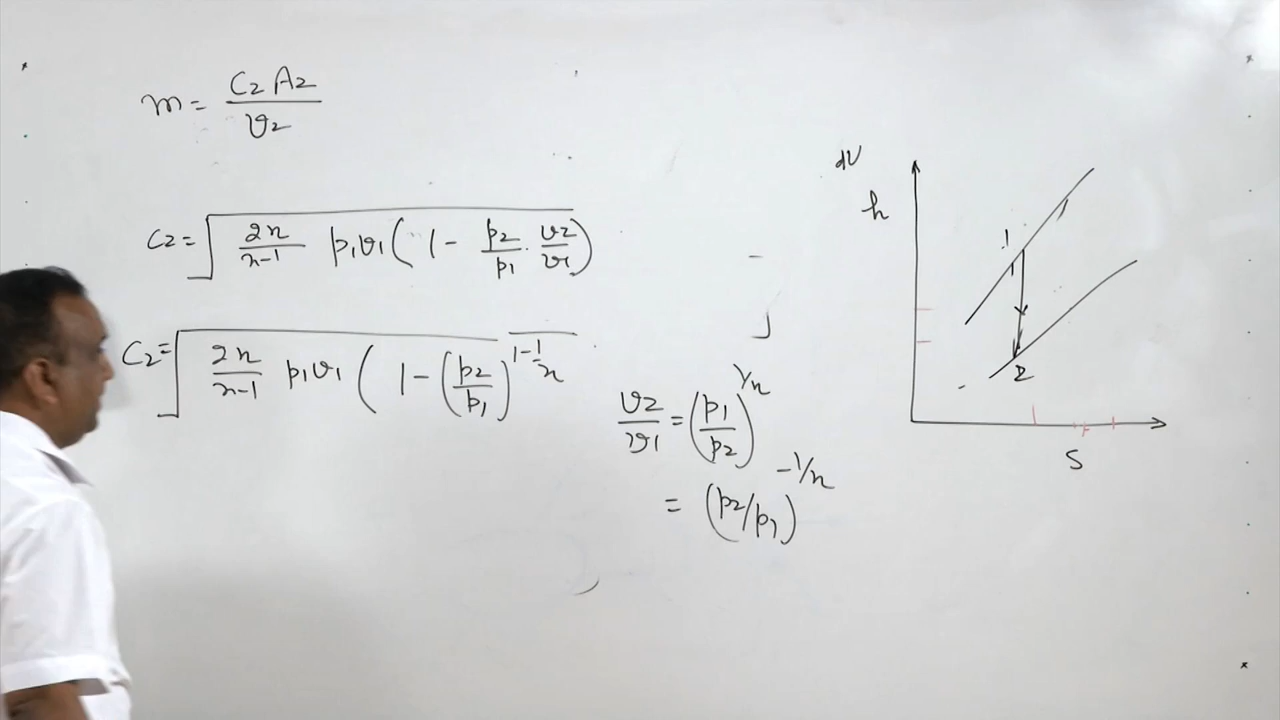 m = C2 A2 / v2
C2 = √( 2n/n-1 p1v1 ( 1 - p2/p1 . v2/v1 ) )
C2 = √( 2n/n-1 p1v1 ( 1 - (p2/p1)^1-1/n
v2/v1 = (p1/p2)^1/n
= (p2/p1)^-1/n
h
1
2
S